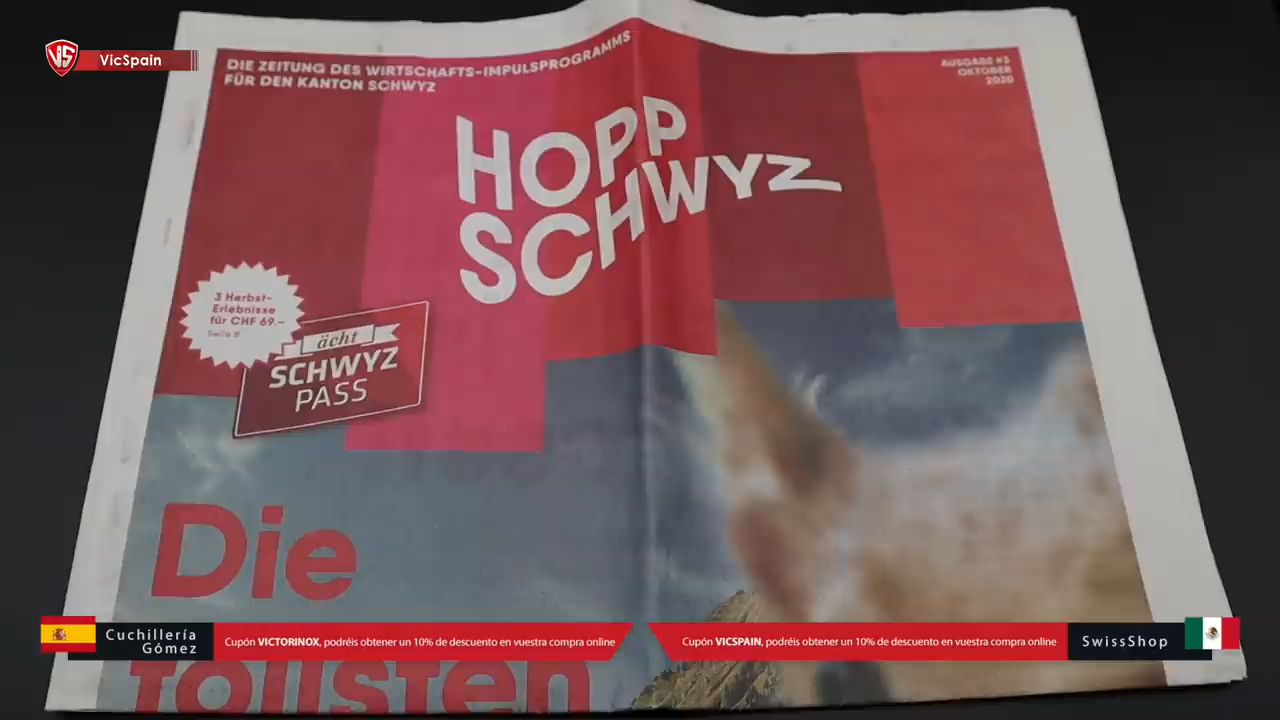 VS
VicSpain
DIE ZEITUNG DES WIRTSCHAFTS-IMPULSPROGRAMMS
FÜR DEN KANTON SCHWYZ
AUSGABE #3
OKTOBER
2020
HOPP
SCHWYZ
3 Herbst-
Erlebnisse
für CHF 69.–
ächt
SCHWYZ
PASS
Die
tollsten
Cuchillería
Gómez
Cupón VICTORINOX, podréis obtener un 10% de descuento en vuestra compra online
Cupón VICSPAIN, podréis obtener un 10% de descuento en vuestra compra online
SwissShop